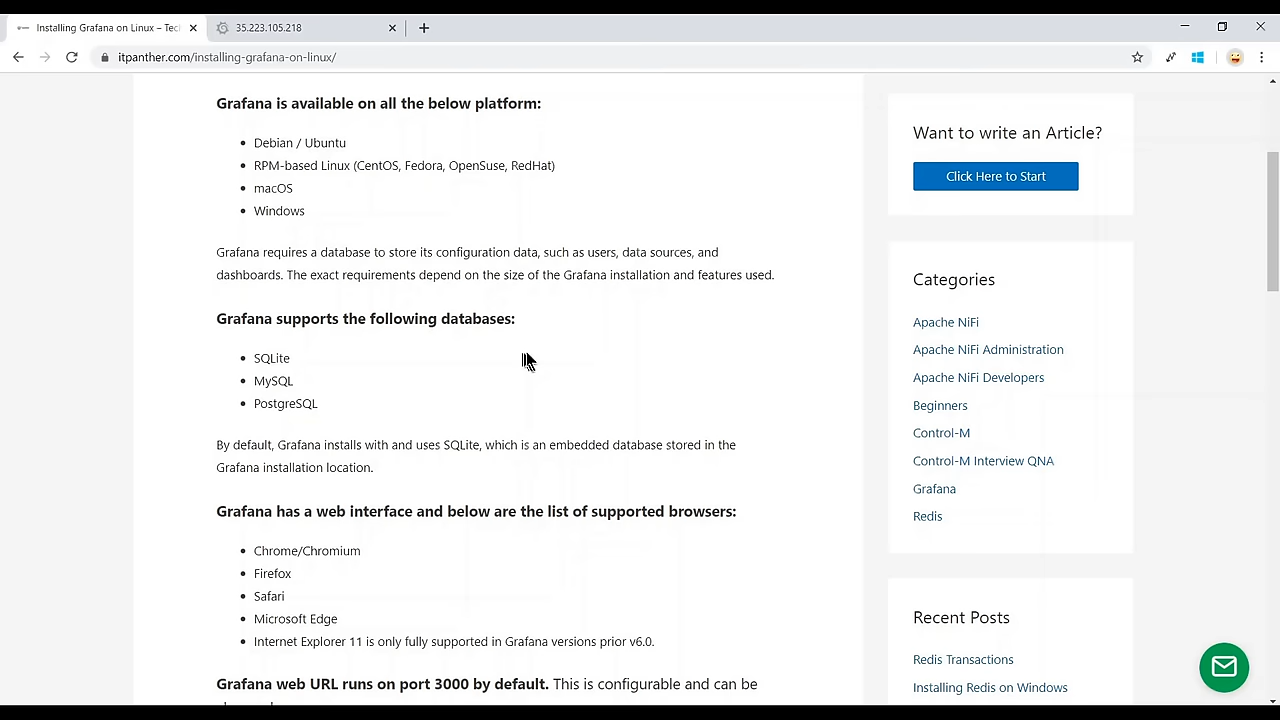 Installing Grafana on Linux – Tec
35.223.105.218
itpanther.com/installing-grafana-on-linux/
Grafana is available on all the below platform:
Debian / Ubuntu
RPM-based Linux (CentOS, Fedora, OpenSuse, RedHat)
macOS
Windows
Grafana requires a database to store its configuration data, such as users, data sources, and
dashboards. The exact requirements depend on the size of the Grafana installation and features used.
Grafana supports the following databases:
SQLite
MySQL
PostgreSQL
By default, Grafana installs with and uses SQLite, which is an embedded database stored in the
Grafana installation location.
Grafana has a web interface and below are the list of supported browsers:
Chrome/Chromium
Firefox
Safari
Microsoft Edge
Internet Explorer 11 is only fully supported in Grafana versions prior v6.0.
Grafana web URL runs on port 3000 by default. This is configurable and can be
Want to write an Article?
Click Here to Start
Categories
Apache NiFi
Apache NiFi Administration
Apache NiFi Developers
Beginners
Control-M
Control-M Interview QNA
Grafana
Redis
Recent Posts
Redis Transactions
Installing Redis on Windows